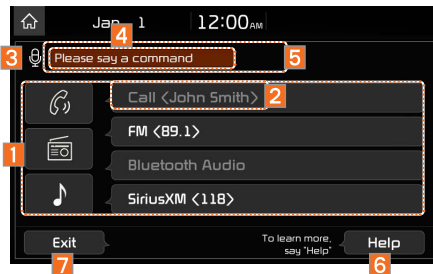 Jan 1 12:00AM
4
3 Please say a command 5
Call <John Smith> 2
FM <89.1>
1
Bluetooth Audio
SiriusXM <118>
Exit To learn more, Help
say "Help"
7 6